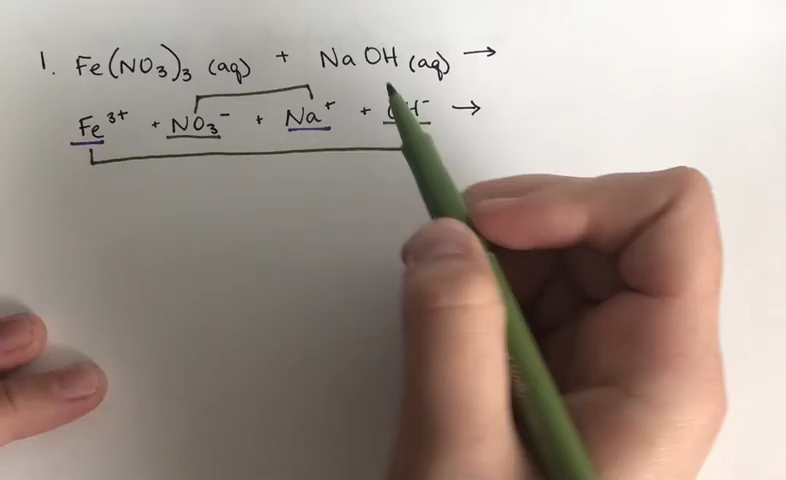 1. Fe(NO₃)₃ (aq) + NaOH (aq) →
Fe³⁺ + NO₃⁻ + Na⁺ + H⁻ →